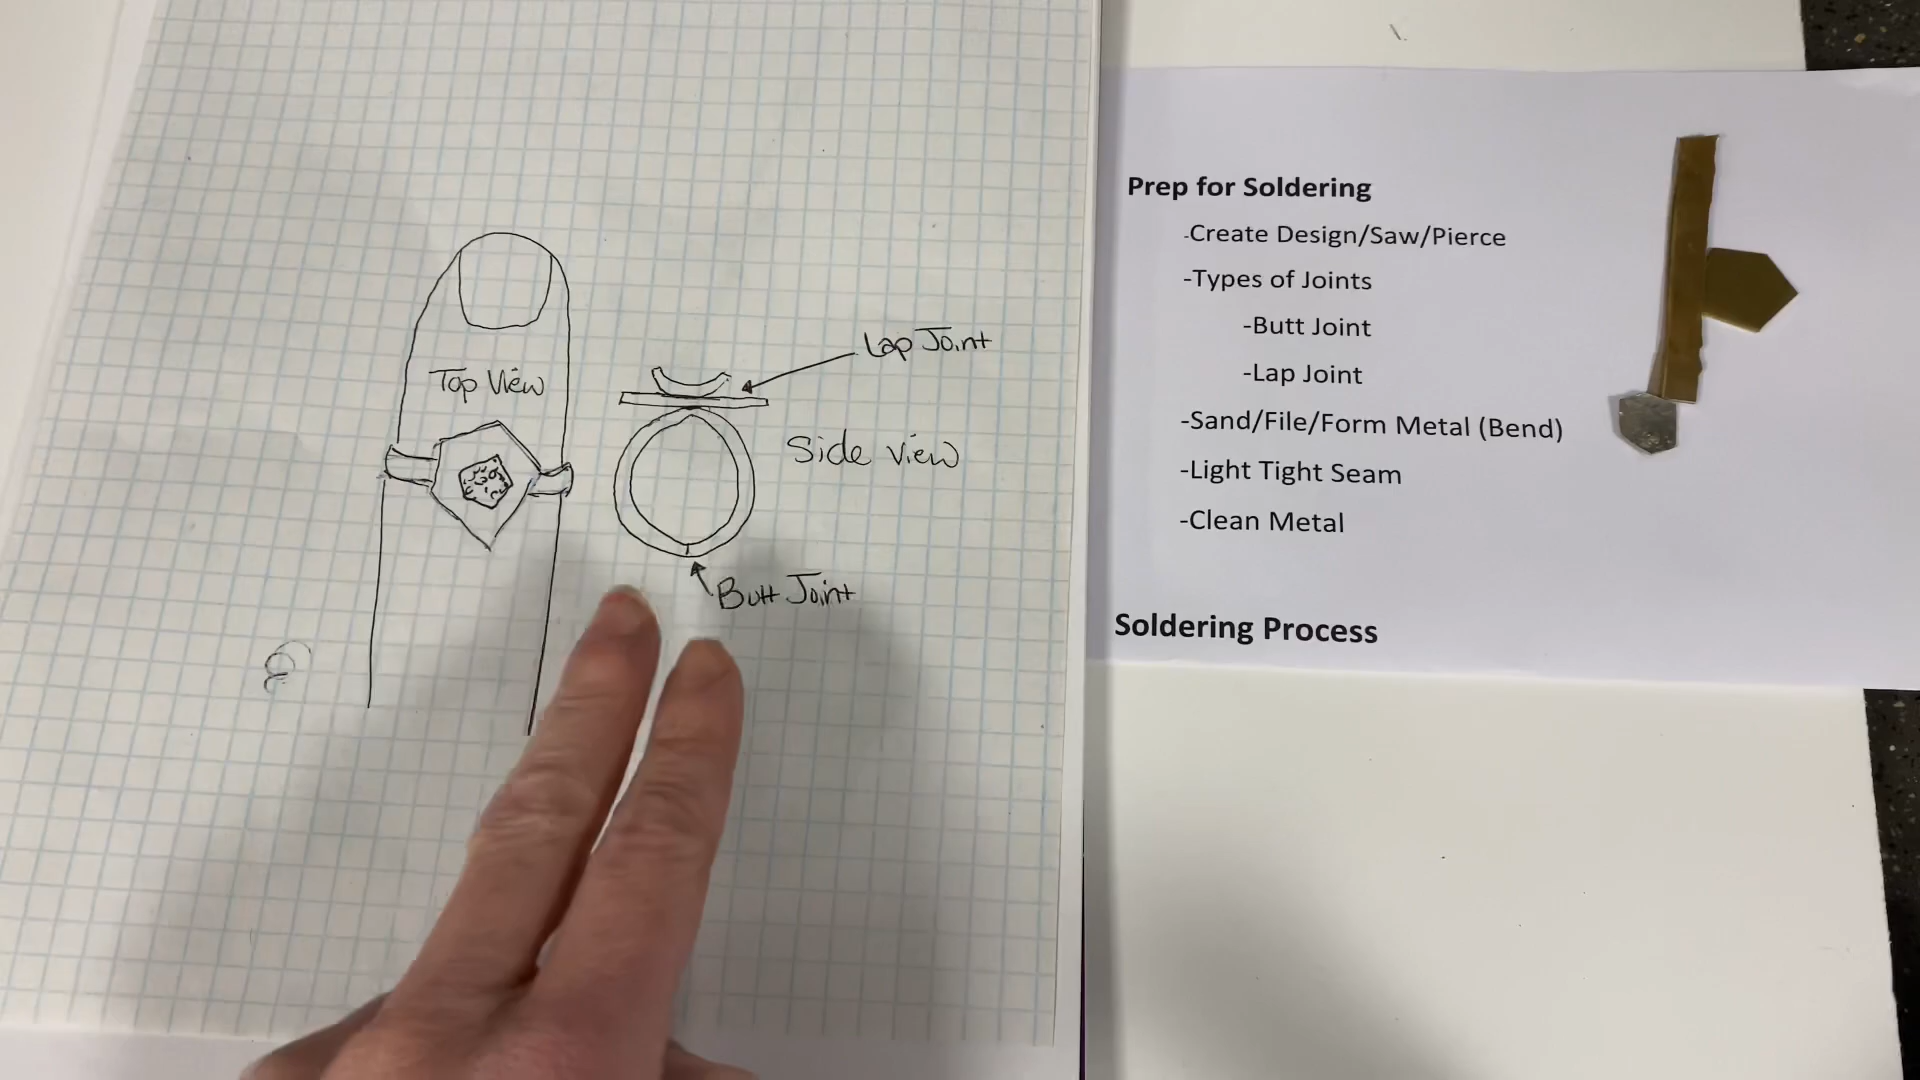 Top View
Lap Joint
Side View
Butt Joint
Prep for Soldering
-Create Design/Saw/Pierce
-Types of Joints
-Butt Joint
-Lap Joint
-Sand/File/Form Metal (Bend)
-Light Tight Seam
-Clean Metal
Soldering Process